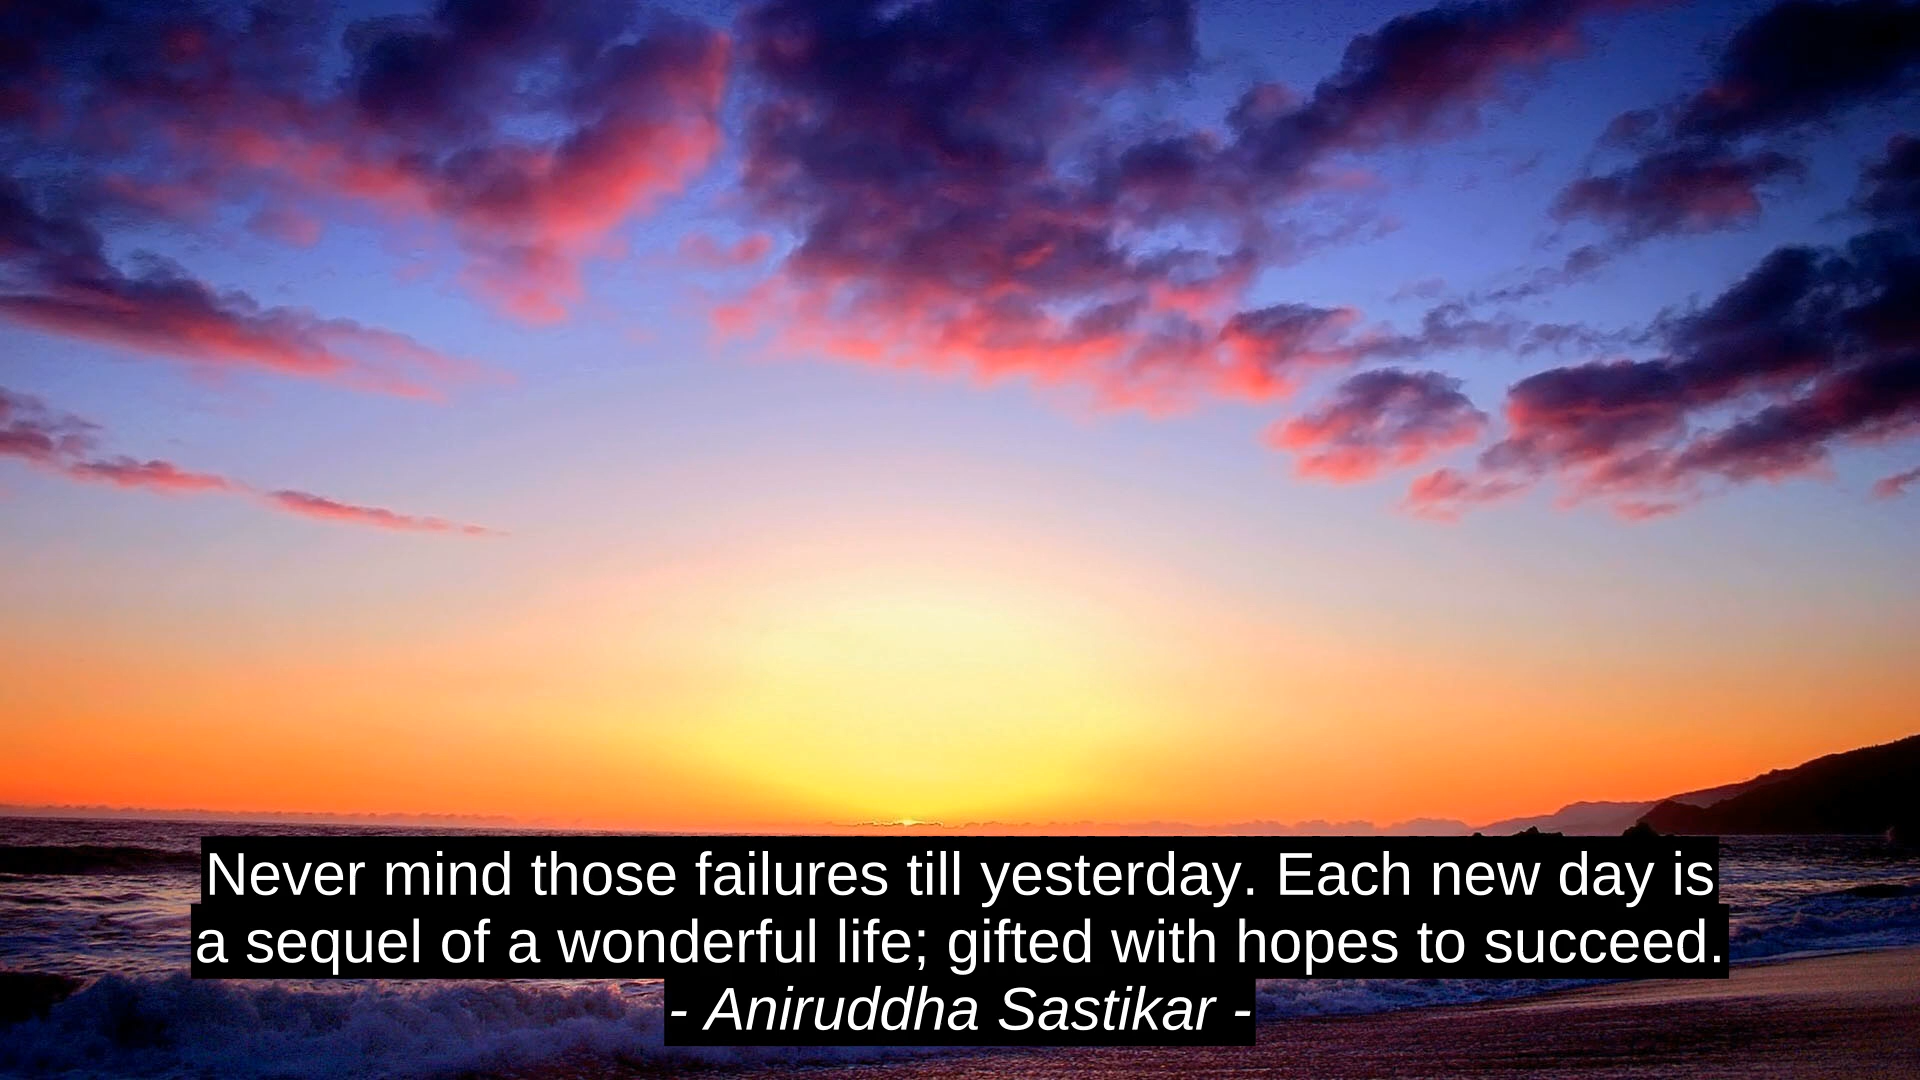 Never mind those failures till yesterday. Each new day is
a sequel of a wonderful life; gifted with hopes to succeed.
- Aniruddha Sastikar -